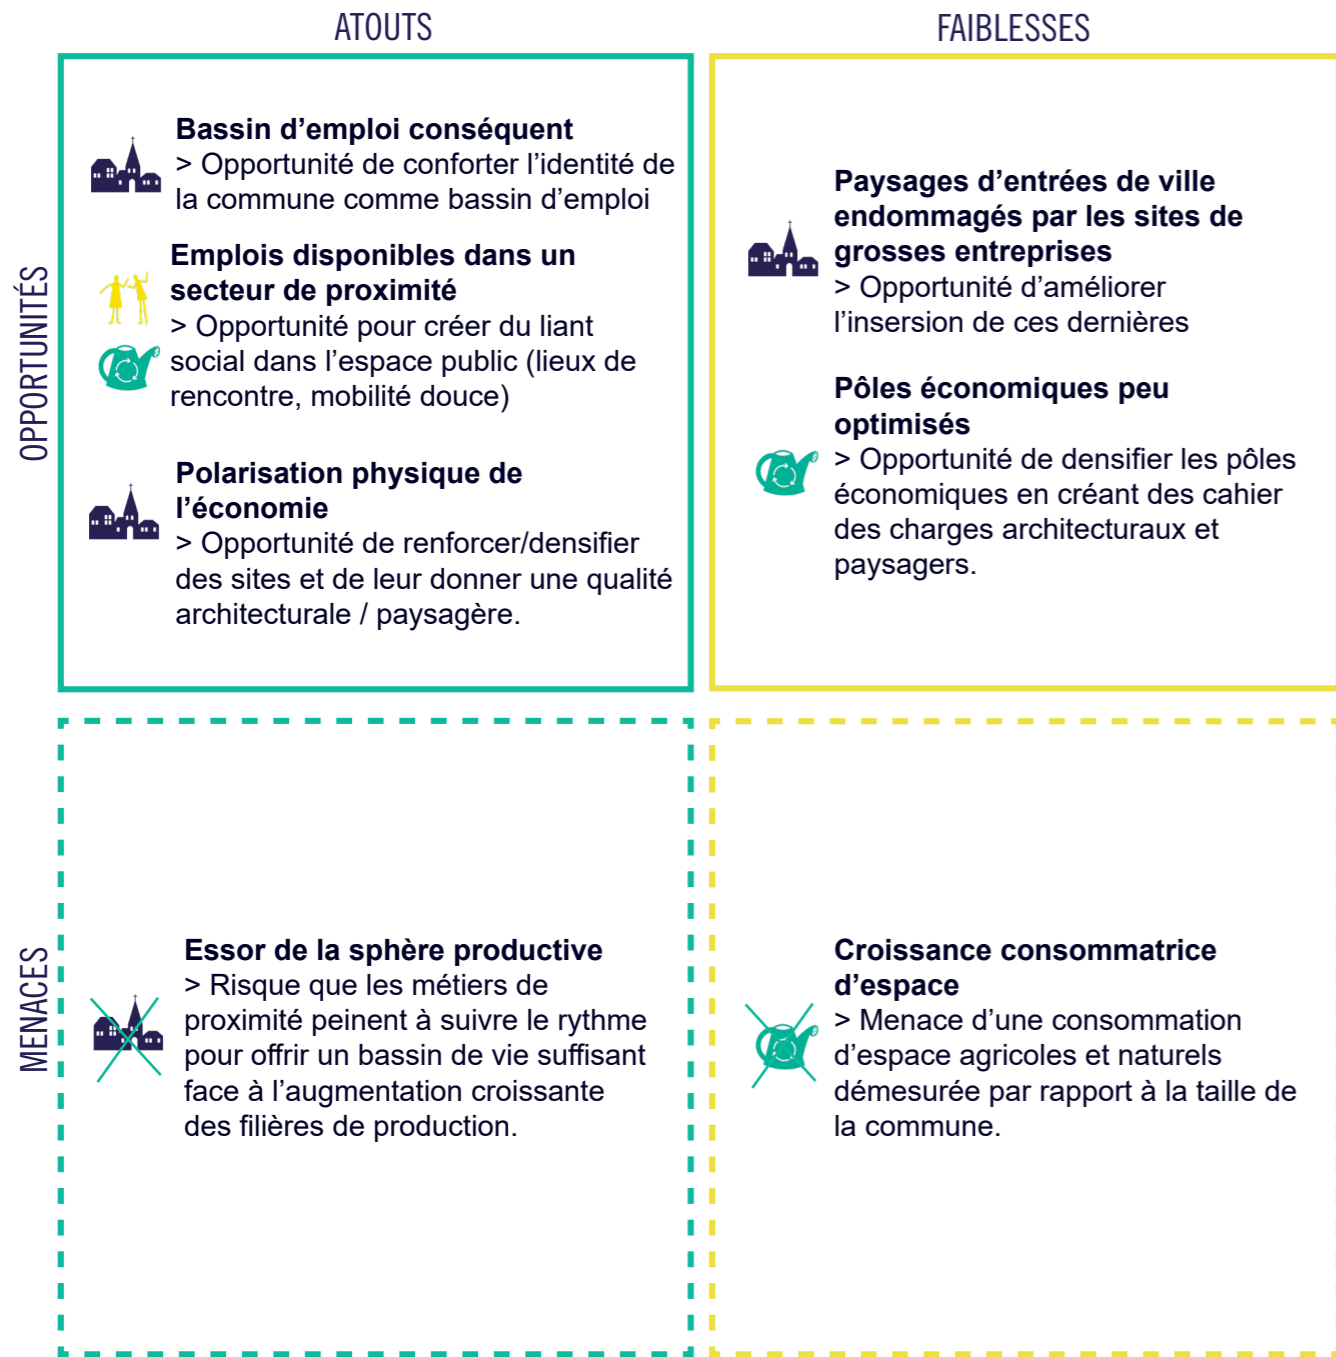 ATOUTS
FAIBLESSES
OPPORTUNITÉS
Bassin d’emploi conséquent
> Opportunité de conforter l’identité de
la commune comme bassin d’emploi
Emplois disponibles dans un
secteur de proximité
> Opportunité pour créer du liant
social dans l’espace public (lieux de
rencontre, mobilité douce)
Polarisation physique de
l’économie
> Opportunité de renforcer/densifier
des sites et de leur donner une qualité
architecturale / paysagère.
Paysages d’entrées de ville
endommagés par les sites de
grosses entreprises
> Opportunité d’améliorer
l’insersion de ces dernières
Pôles économiques peu
optimisés
> Opportunité de densifier les pôles
économiques en créant des cahier
des charges architecturaux et
paysagers.
MENACES
Essor de la sphère productive
> Risque que les métiers de
proximité peinent à suivre le rythme
pour offrir un bassin de vie suffisant
face à l’augmentation croissante
des filières de production.
Croissance consommatrice
d’espace
> Menace d’une consommation
d’espace agricoles et naturels
démesurée par rapport à la taille de
la commune.